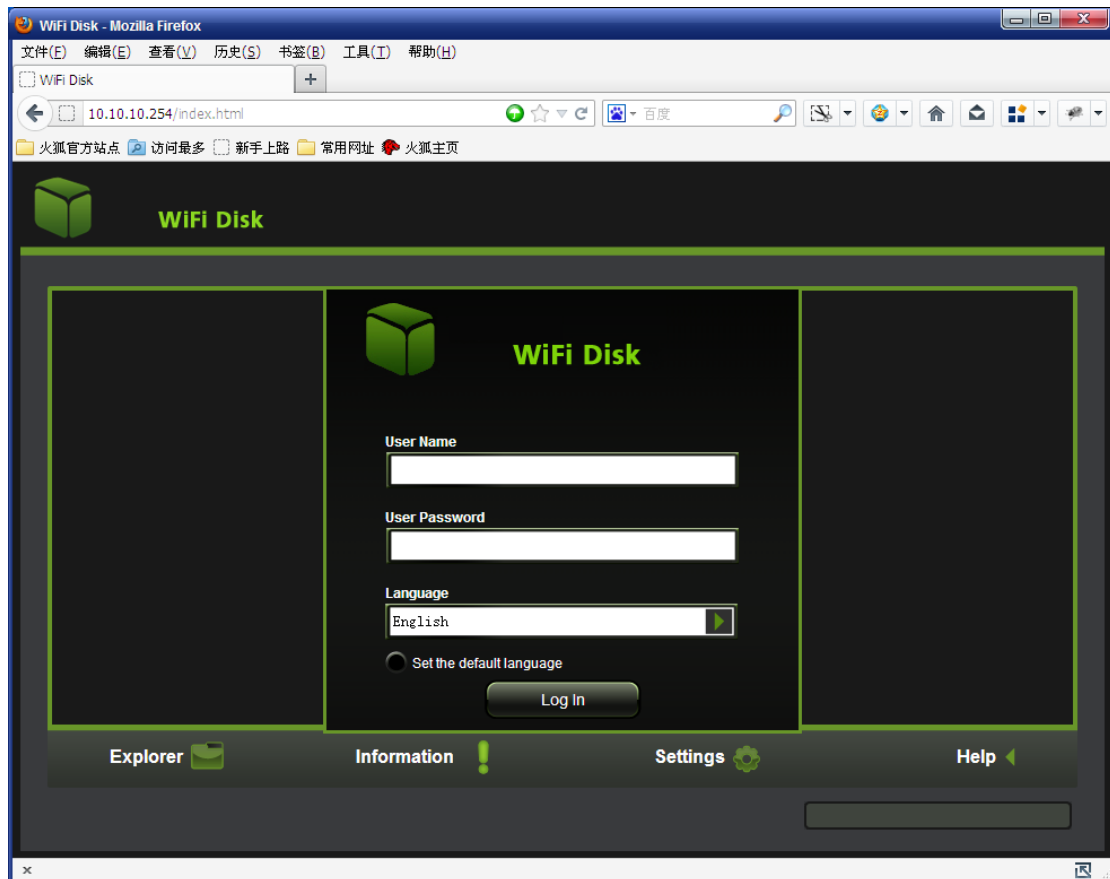 WiFi Disk - Mozilla Firefox
文件(F) 编辑(E) 查看(V) 历史(S) 书签(B) 工具(T) 帮助(H)
WiFi Disk
10.10.10.254/index.html 百度
火狐官方站点 访问最多 新手上路 常用网址 火狐主页
WiFi Disk
WiFi Disk
User Name
User Password
Language
English
Set the default language
Log In
Explorer Information Settings Help